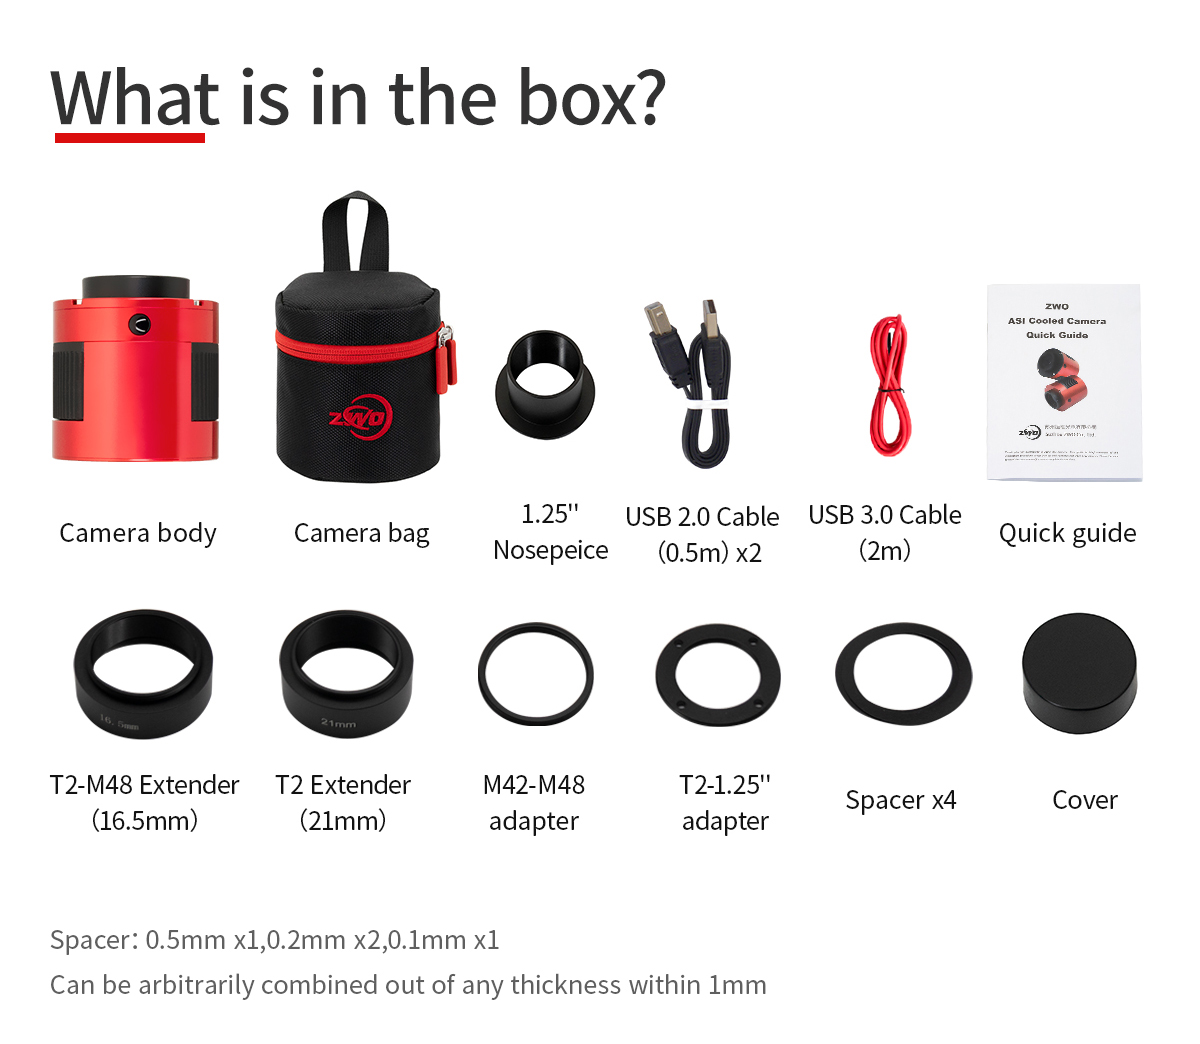 What is in the box?
ZWO
ASI Cooled Camera
Quick Guide
ZWO
ZWO
Camera body
Camera bag
1.25''
Nosepeice
USB 2.0 Cable
(0.5m) x2
USB 3.0 Cable
(2m)
Quick guide
16.5mm
21mm
T2-M48 Extender
(16.5mm)
T2 Extender
(21mm)
M42-M48
adapter
T2-1.25''
adapter
Spacer x4
Cover
Spacer: 0.5mm x1,0.2mm x2,0.1mm x1
Can be arbitrarily combined out of any thickness within 1mm